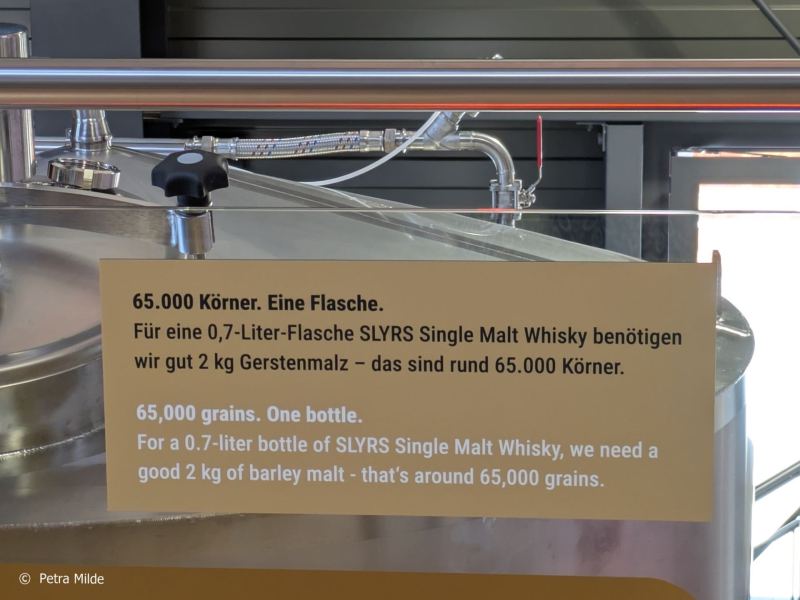 65.000 Körner. Eine Flasche.
Für eine 0,7-Liter-Flasche SLYRS Single Malt Whisky benötigen
wir gut 2 kg Gerstenmalz – das sind rund 65.000 Körner.
65,000 grains. One bottle.
For a 0.7-liter bottle of SLYRS Single Malt Whisky, we need a
good 2 kg of barley malt - that‘s around 65,000 grains.
© Petra Milde